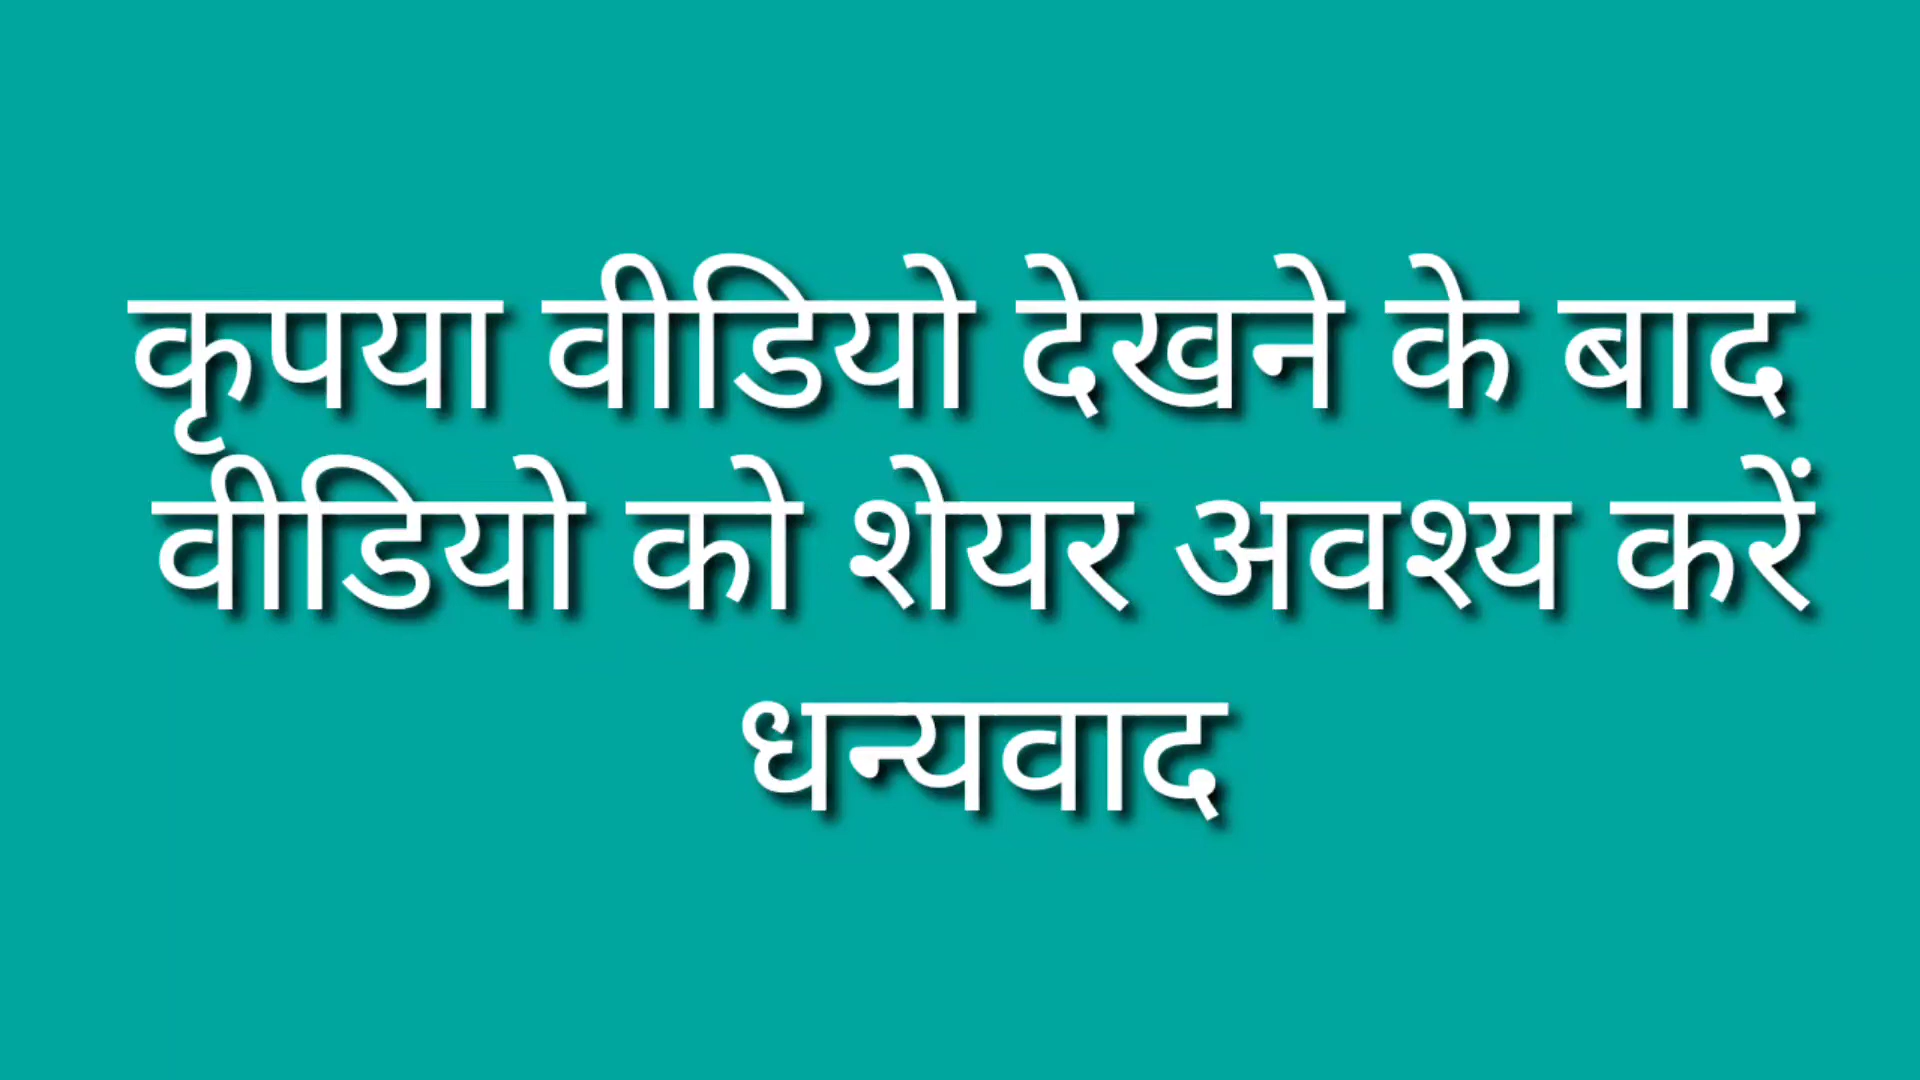 कृपया वीडियो देखने के बाद
वीडियो को शेयर अवश्य करें
धन्यवाद